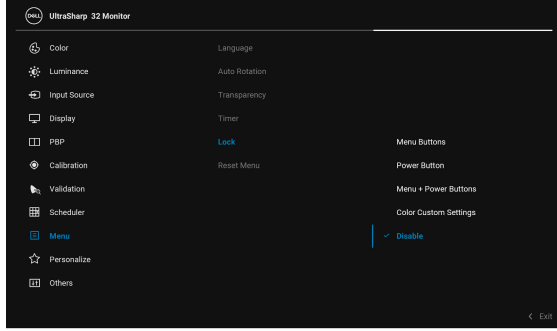 DELL UltraSharp 32 Monitor
Color Language
Luminance Auto Rotation
Input Source Transparency
Display Timer
PBP Lock Menu Buttons
Calibration Reset Menu Power Button
Validation Menu + Power Buttons
Scheduler Color Custom Settings
Menu Disable
Personalize
Others
Exit